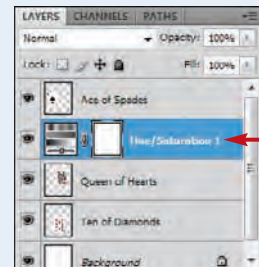 LAYERS CHANNELS PATHS
Normal Opacity: 100%
Lock: Fill: 100%
Ace of Spades
Hue/Saturation 1
Queen of Hearts
Ten of Diamonds
Background